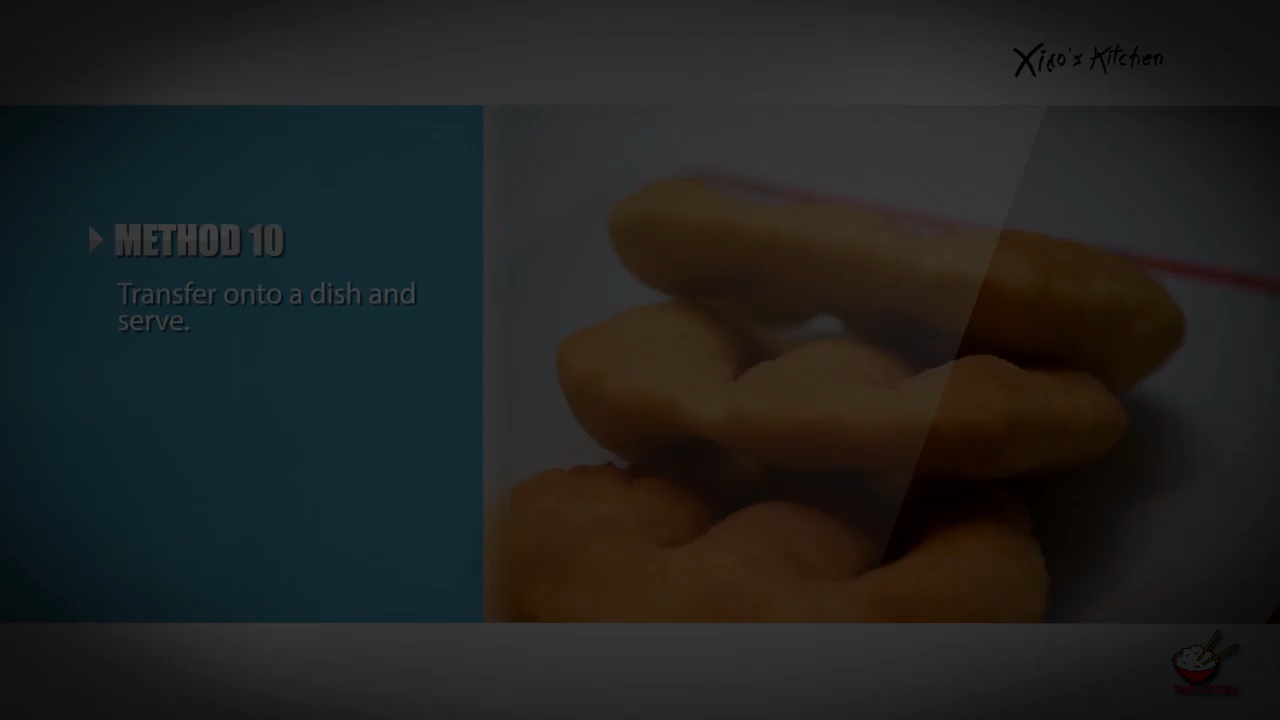 Xiao's Kitchen
METHOD 10
Transfer onto a dish and
serve.